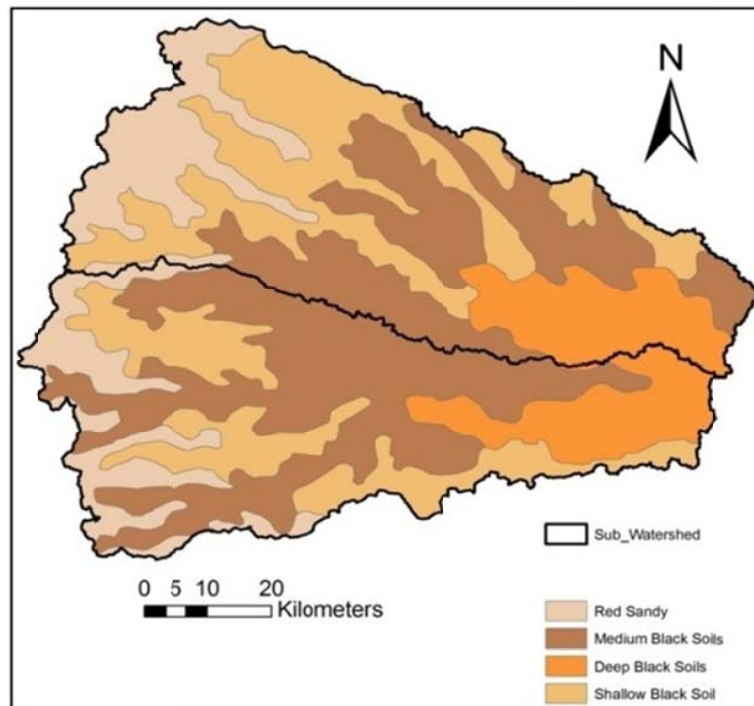 N
0 5 10 20
Kilometers
Sub_Watershed
Red Sandy
Medium Black Soils
Deep Black Soils
Shallow Black Soil